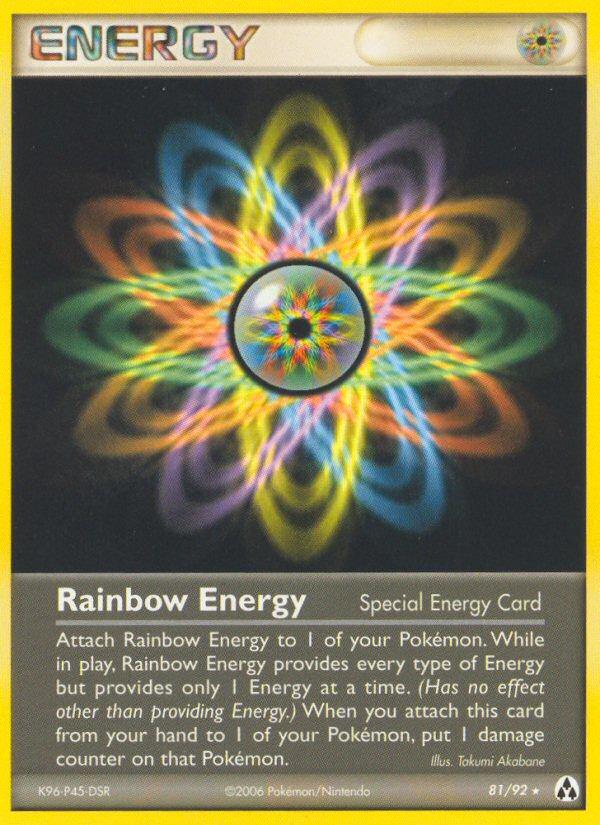 ENERGY
Rainbow Energy Special Energy Card
Attach Rainbow Energy to 1 of your Pokémon. While
in play, Rainbow Energy provides every type of Energy
but provides only 1 Energy at a time. (Has no effect
other than providing Energy.) When you attach this card
from your hand to 1 of your Pokémon, put 1 damage
counter on that Pokémon.
Illus. Takumi Akabane
K96-P45-DSR ©2006 Pokémon/Nintendo 81/92 ★